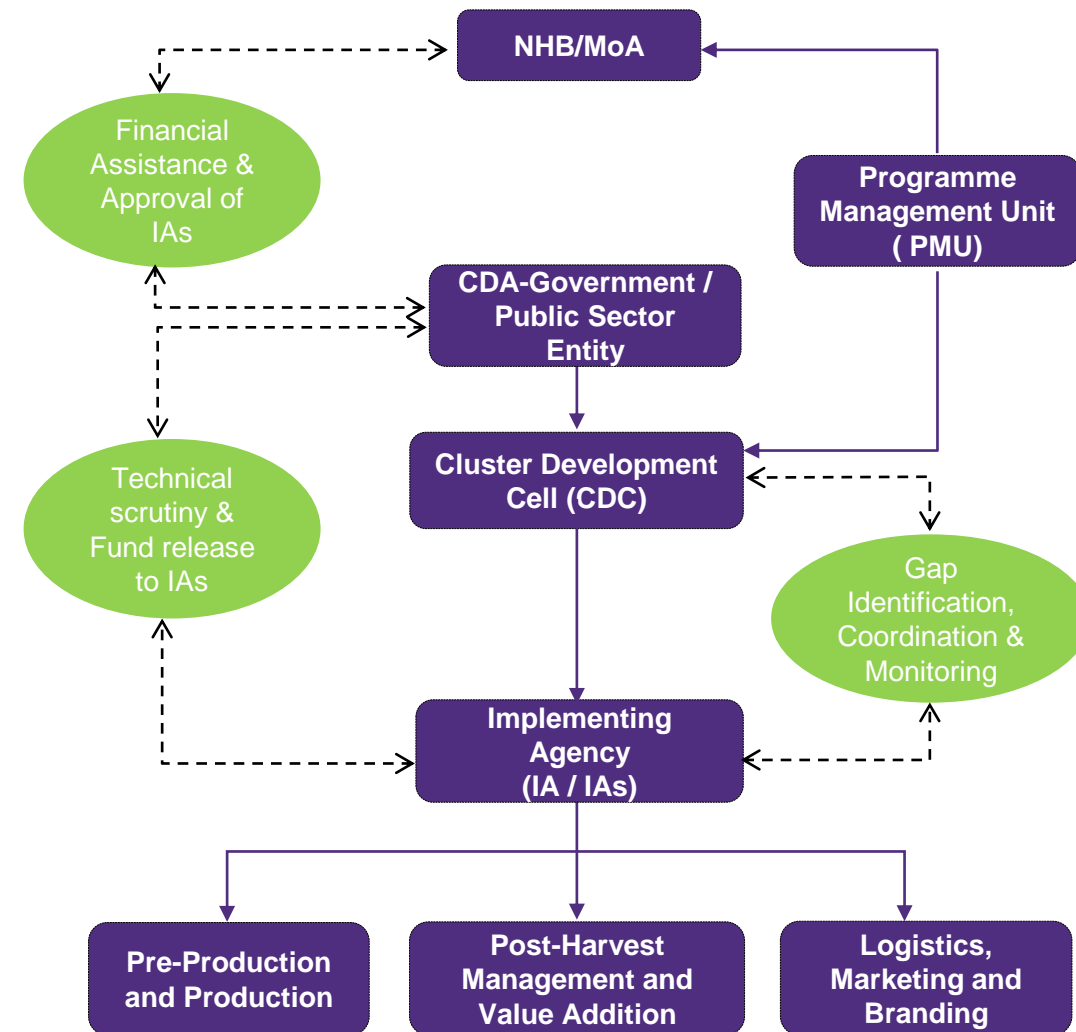 NHB/MoA
Financial
Assistance &
Approval of
IAs
Programme
Management Unit
( PMU)
CDA-Government /
Public Sector
Entity
Cluster Development
Cell (CDC)
Technical
scrutiny &
Fund release
to IAs
Gap
Identification,
Coordination &
Monitoring
Implementing
Agency
(IA / IAs)
Pre-Production
and Production
Post-Harvest
Management and
Value Addition
Logistics,
Marketing and
Branding